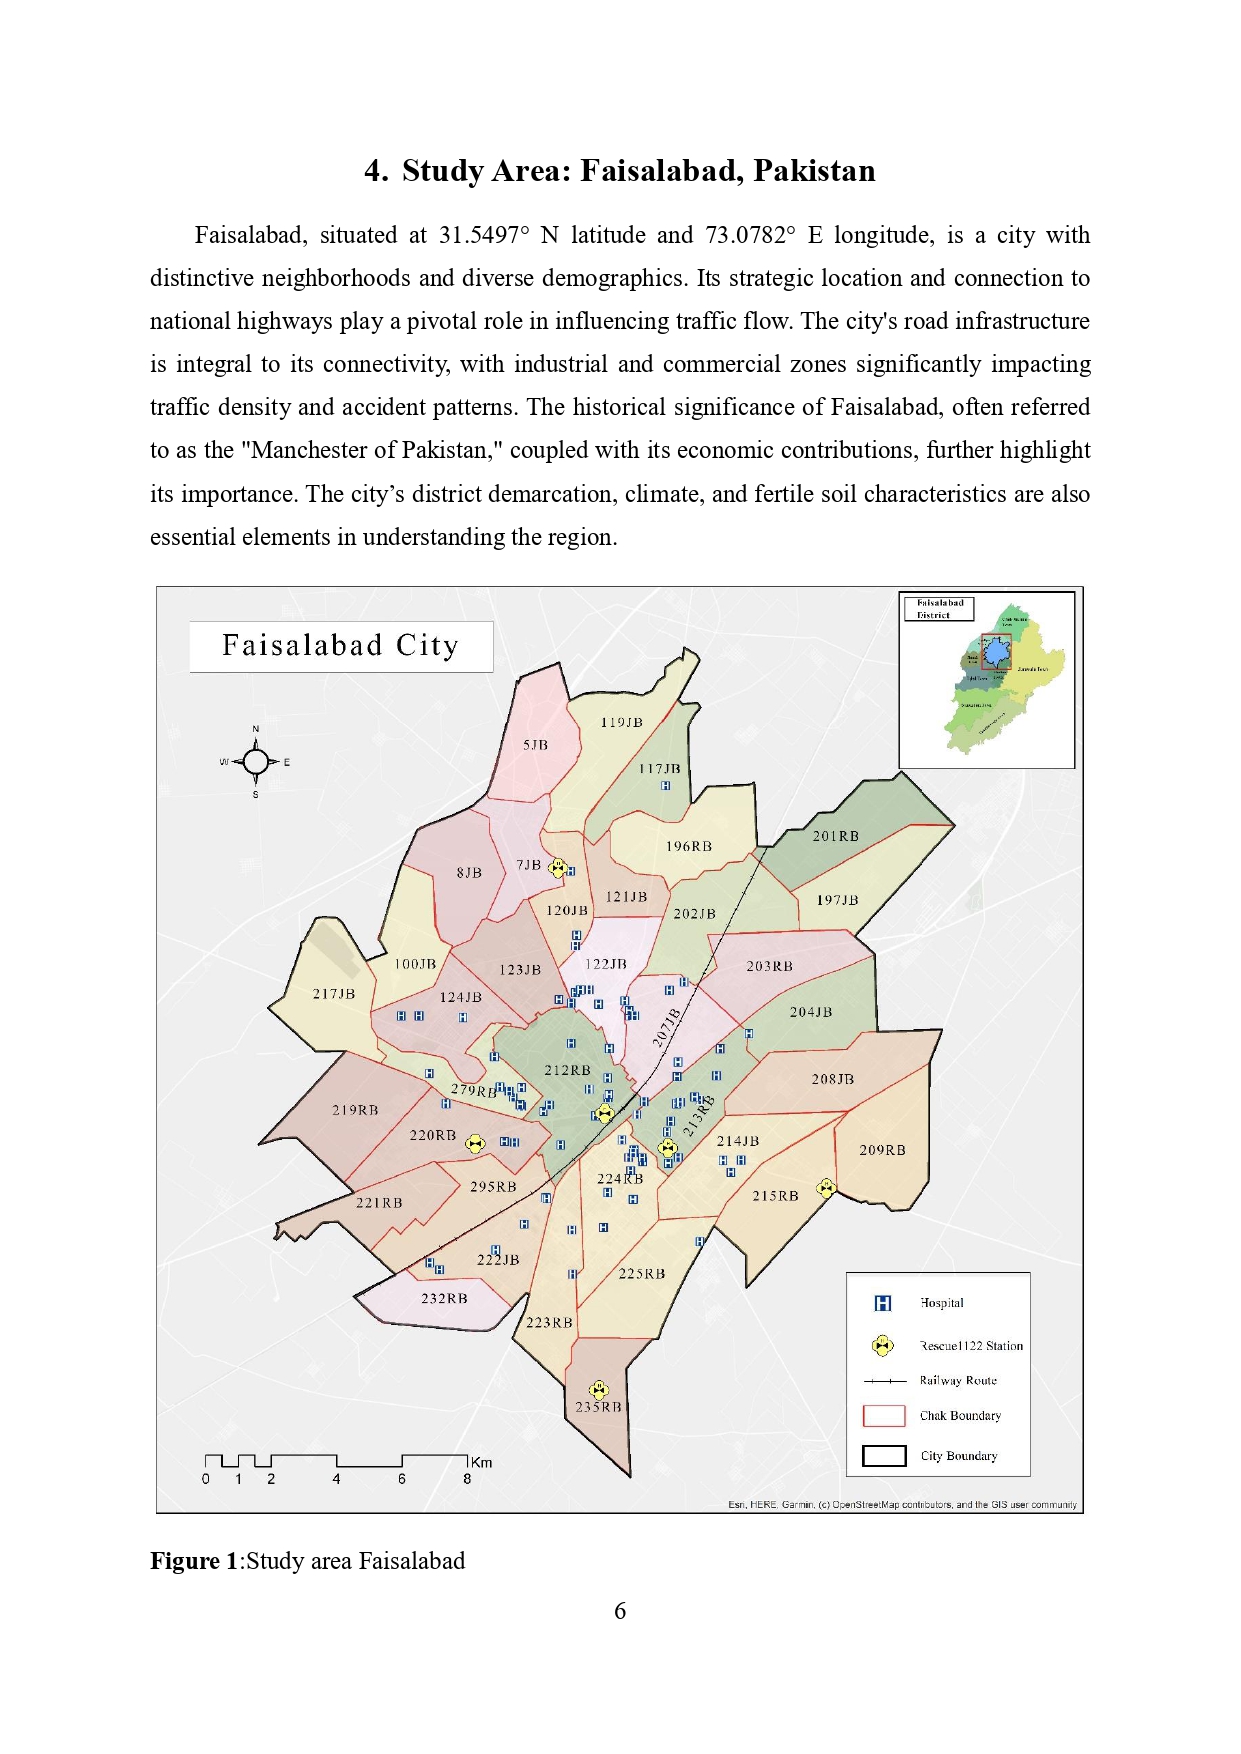 4. Study Area: Faisalabad, Pakistan
Faisalabad, situated at 31.5497° N latitude and 73.0782° E longitude, is a city with
distinctive neighborhoods and diverse demographics. Its strategic location and connection to
national highways play a pivotal role in influencing traffic flow. The city's road infrastructure
is integral to its connectivity, with industrial and commercial zones significantly impacting
traffic density and accident patterns. The historical significance of Faisalabad, often referred
to as the "Manchester of Pakistan," coupled with its economic contributions, further highlight
its importance. The city’s district demarcation, climate, and fertile soil characteristics are also
essential elements in understanding the region.
Faisalabad City
Faisalabad
District
N
W E
S
5JB
119JB
117JB
196RB
201RB
8JB
7JB
120JB
121JB
202JB
197JB
217JB
100JB
124JB
123JB
122JB
203RB
204JB
207JB
212RB
279RB
208JB
219RB
220RB
213RB
214JB
209RB
221RB
295RB
224RB
215RB
222JB
225RB
232RB
223RB
235RB
Hospital
Rescue1122 Station
Railway Route
Chak Boundary
City Boundary
Km
0 1 2 4 6 8
Esri, HERE, Garmin, (c) OpenStreetMap contributors, and the GIS user community
Figure 1:Study area Faisalabad
6